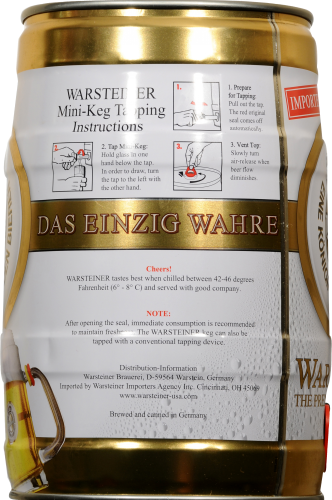 WARSTEINER
Mini-Keg Tapping
Instructions
1.
1. Prepare
for Tapping:
Pull out the tap.
The red original
seal comes off
automatically.
IMPORTE
2.
2. Tap Mini-Keg:
Hold glass in one
hand below the tap.
In order to draw, turn
the tap to the left with
the other hand.
3.
3. Vent Tap:
Slowly turn
air-release when
beer flow
diminishes.
DAS EINZIG WAHRE
Cheers!
WARSTEINER tastes best when chilled between 42-46 degrees
Fahrenheit (6° - 8° C) and served with good company.
NOTE:
After opening the seal, immediate consumption is recommended
to maintain freshness. The WARSTEINER keg can also be
tapped with a conventional tapping device.
Distribution-Information
Warsteiner Brauerei, D-59564 Warstein, Germany
Imported by Warsteiner Importers Agency Inc. Cincinnati, OH 45069
www.warsteiner-usa.com
Brewed and canned in Germany
WAR
THE PRE